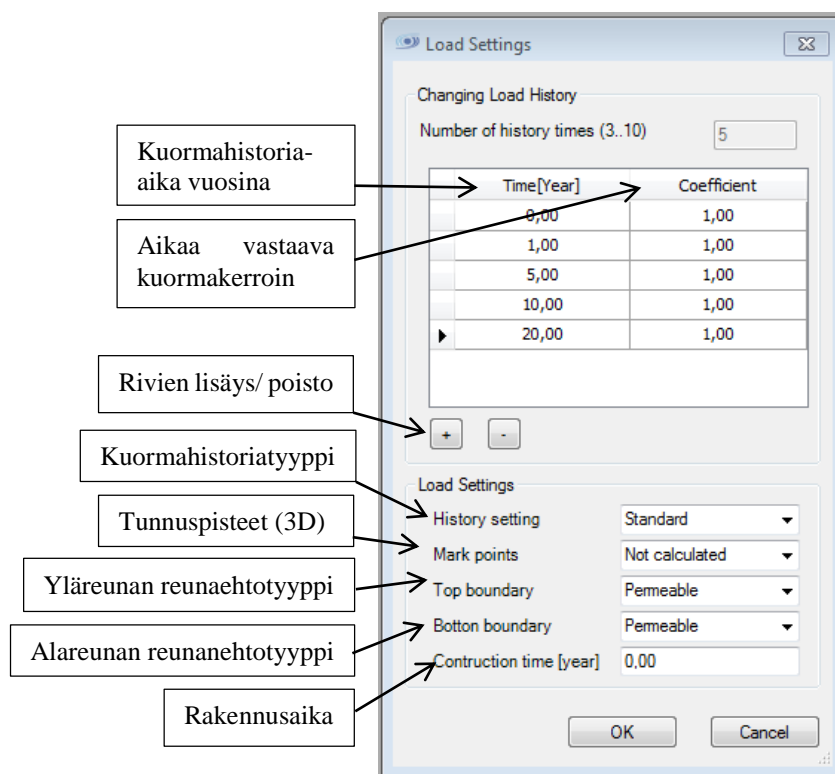 Load Settings
Changing Load History
Number of history times (3..10) 5
Kuormahistoria-
aika vuosina
Time[Year] Coefficient
0,00 1,00
Aikaa vastaava
kuormakerroin
1,00 1,00
5,00 1,00
10,00 1,00
20,00 1,00
Rivien lisäys/ poisto
+ -
Kuormahistoriatyyppi
Load Settings
Tunnuspisteet (3D)
History setting Standard
Mark points Not calculated
Yläreunan reunaehtotyyppi
Top boundary Permeable
Alareunan reunanehtotyyppi
Botton boundary Permeable
Contruction time [year] 0,00
Rakennusaika
OK Cancel